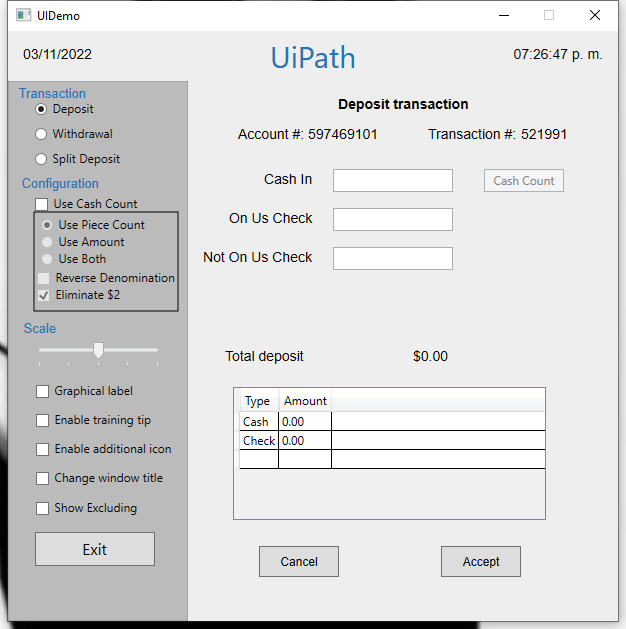 UIDemo
03/11/2022
UiPath
07:26:47 p. m.
Transaction
Deposit
Withdrawal
Split Deposit
Configuration
Use Cash Count
Use Piece Count
Use Amount
Use Both
Reverse Denomination
Eliminate $2
Scale
Graphical label
Enable training tip
Enable additional icon
Change window title
Show Excluding
Exit
Deposit transaction
Account #: 597469101 Transaction #: 521991
Cash In Cash Count
On Us Check
Not On Us Check
Total deposit $0.00
Type Amount
Cash 0.00
Check 0.00
Cancel Accept